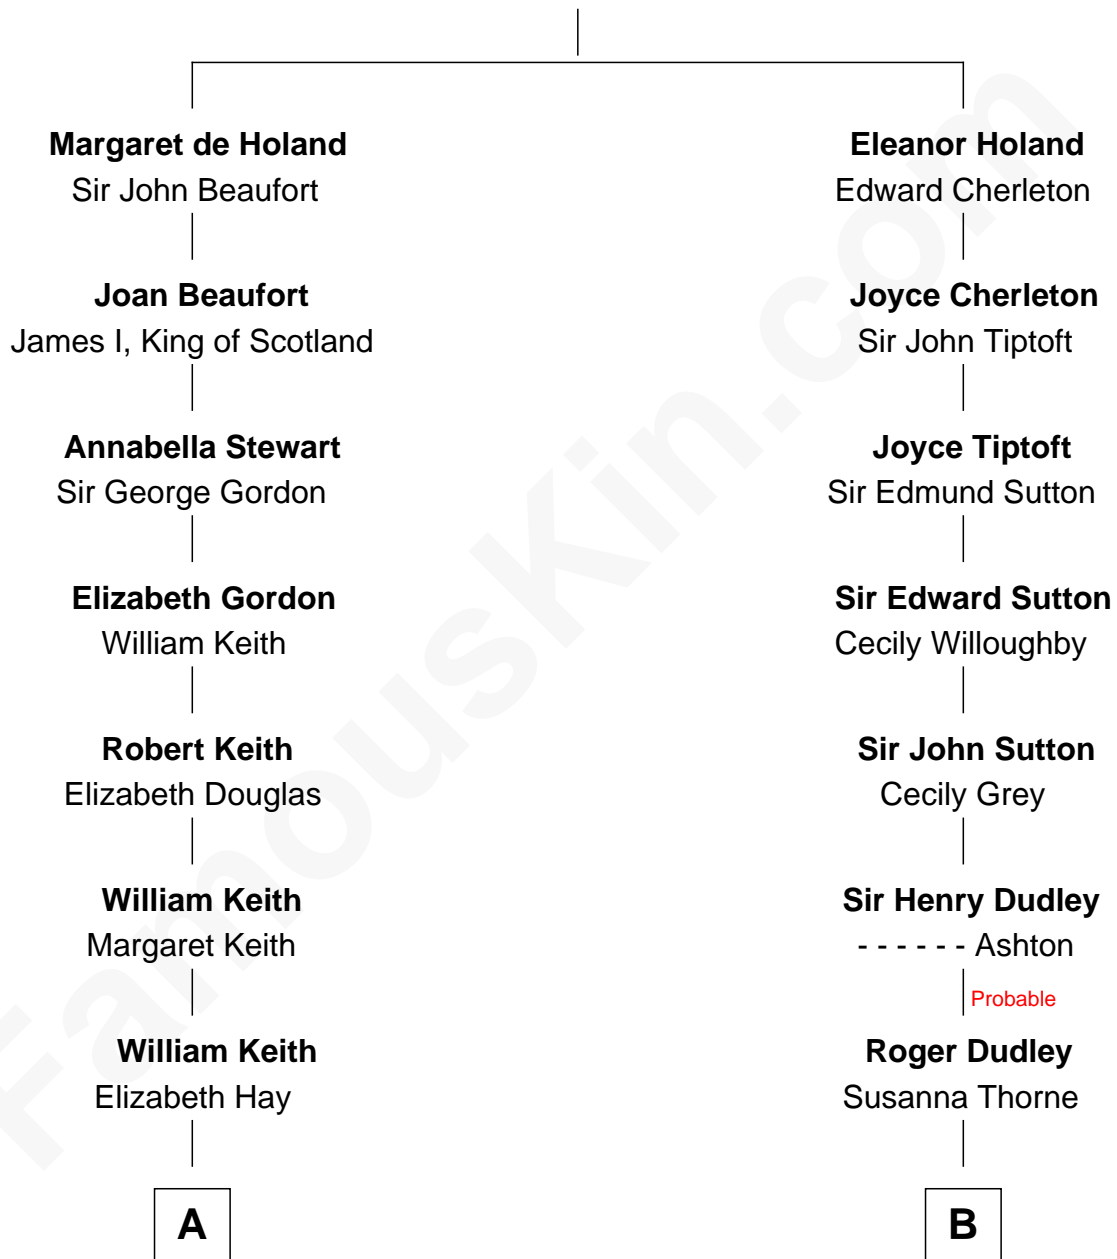 Margaret de Holand
Sir John Beaufort
Eleanor Holand
Edward Cherleton
Joan Beaufort
James I, King of Scotland
Joyce Cherleton
Sir John Tiptoft
Annabella Stewart
Sir George Gordon
Joyce Tiptoft
Sir Edmund Sutton
Elizabeth Gordon
William Keith
Sir Edward Sutton
Cecily Willoughby
Robert Keith
Elizabeth Douglas
Sir John Sutton
Cecily Grey
William Keith
Margaret Keith
Sir Henry Dudley
- - - - - - Ashton
Probable
William Keith
Elizabeth Hay
Roger Dudley
Susanna Thorne
A
B
FamousKin.com